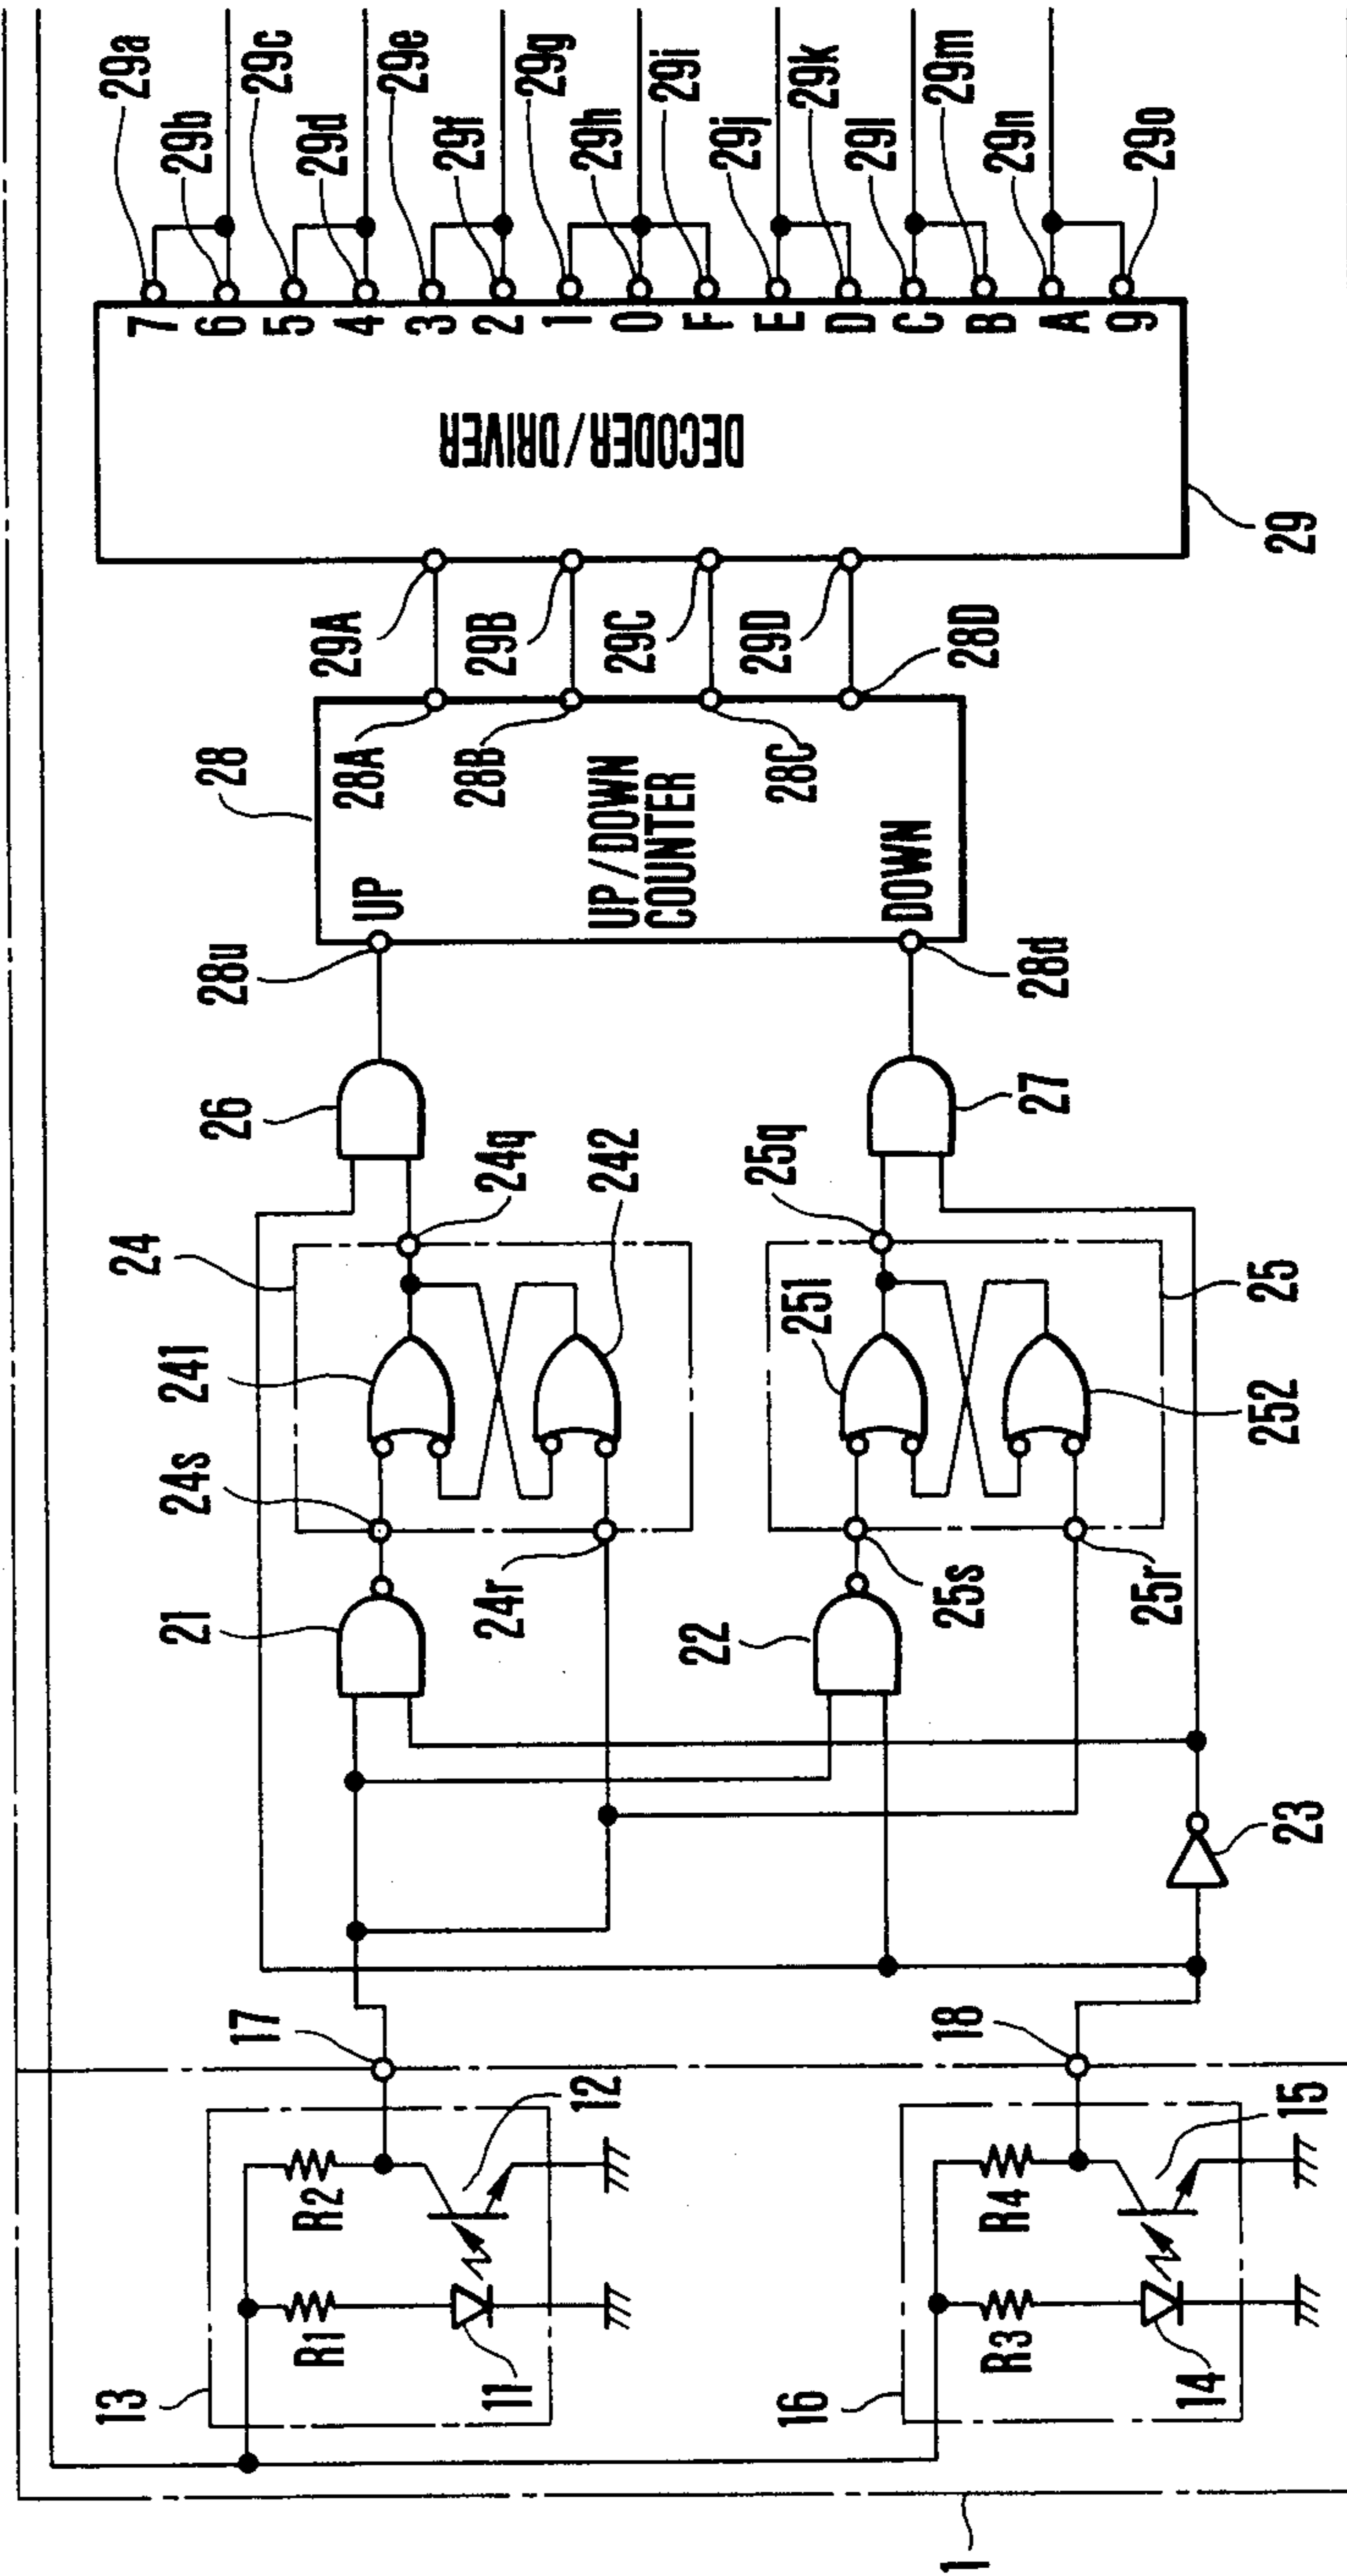 29a
29b
29c
29d
29e
29f
29g
29h
29i
29j
29k
29l
29m
29n
29o
7
6
5
4
3
2
1
0
F
E
D
C
B
A
9
DECODER/DRIVER
29
29A
29B
29C
29D
28D
28
28A
28B
28C
UP
UP/DOWN
COUNTER
DOWN
28u
28d
26
27
24
24q
242
241
24s
24r
25q
25
251
252
25s
25r
21
22
23
17
18
13
R2
12
R1
11
16
R4
15
R3
14
1